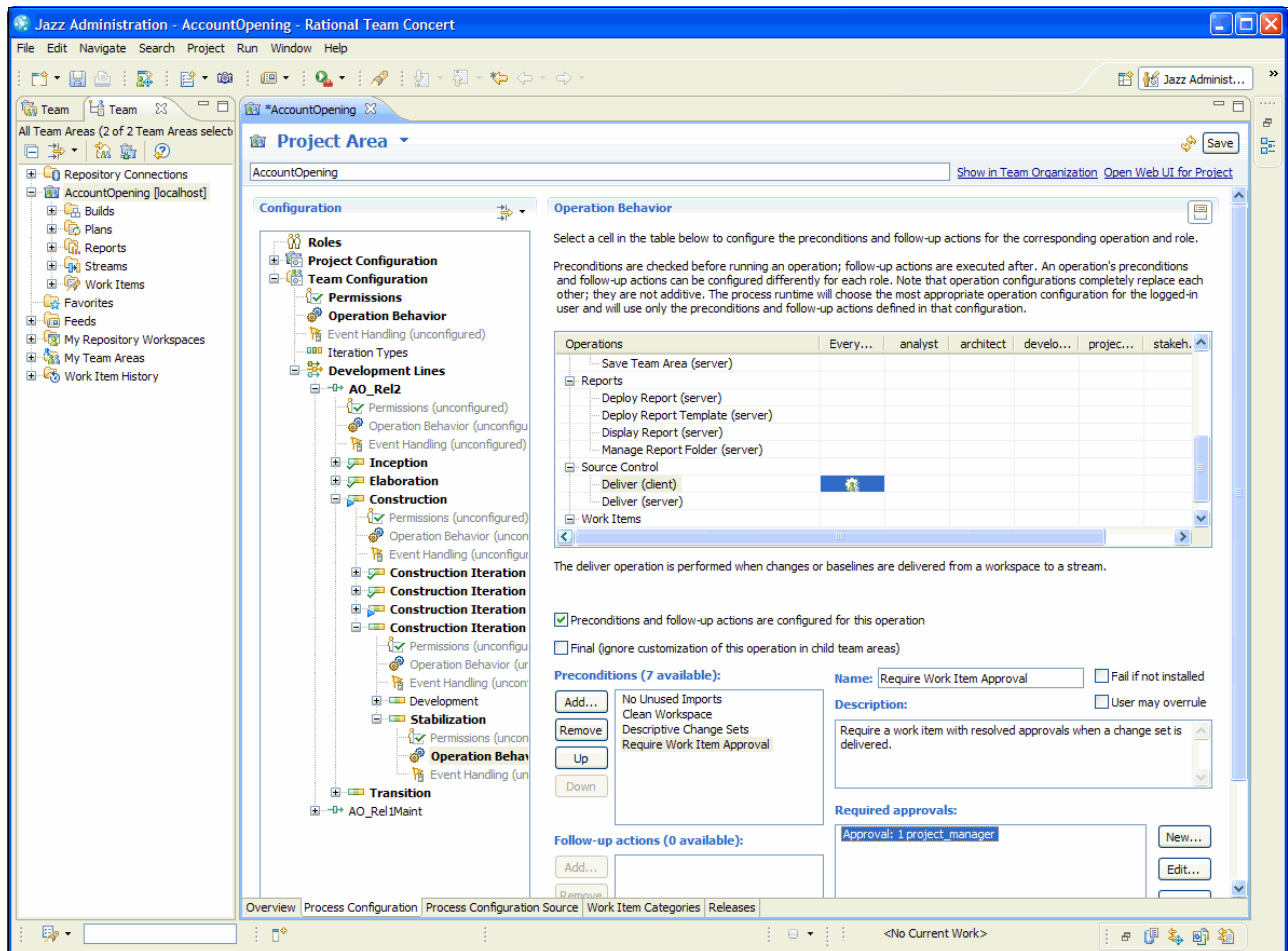 Jazz Administration - AccountOpening - Rational Team Concert
File Edit Navigate Search Project Run Window Help
Jazz Administ...
Team
Team
All Team Areas (2 of 2 Team Areas select
Repository Connections
AccountOpening [localhost]
Builds
Plans
Reports
Streams
Work Items
Favorites
Feeds
My Repository Workspaces
My Team Areas
Work Item History
*AccountOpening
Project Area
Save
AccountOpening
Show in Team Organization
Open Web UI for Project
Configuration
Roles
Project Configuration
Team Configuration
Permissions
Operation Behavior
Event Handling (unconfigured)
Iteration Types
Development Lines
AO_Rel2
Permissions (unconfigured)
Operation Behavior (unconfigu
Event Handling (unconfigured)
Inception
Elaboration
Construction
Permissions (unconfigured)
Operation Behavior (uncon
Event Handling (unconfigur
Construction Iteration
Construction Iteration
Construction Iteration
Construction Iteration
Permissions (unconfigu
Operation Behavior (ur
Event Handling (uncon
Development
Stabilization
Permissions (uncon
Operation Behav
Event Handling (un
Transition
AO_Rel1Maint
Operation Behavior
Select a cell in the table below to configure the preconditions and follow-up actions for the corresponding operation and role.
Preconditions are checked before running an operation; follow-up actions are executed after. An operation's preconditions
and follow-up actions can be configured differently for each role. Note that operation configurations completely replace each
other; they are not additive. The process runtime will choose the most appropriate operation configuration for the logged-in
user and will use only the preconditions and follow-up actions defined in that configuration.
Operations Every... analyst architect develo... projec... stakeh.
Save Team Area (server)
Reports
Deploy Report (server)
Deploy Report Template (server)
Display Report (server)
Manage Report Folder (server)
Source Control
Deliver (client)
Deliver (server)
Work Items
The deliver operation is performed when changes or baselines are delivered from a workspace to a stream.
Preconditions and follow-up actions are configured for this operation
Final (ignore customization of this operation in child team areas)
Preconditions (7 available):
Add...
Remove
Up
Down
No Unused Imports
Clean Workspace
Descriptive Change Sets
Require Work Item Approval
Name: Require Work Item Approval
Fail if not installed
User may overrule
Description:
Require a work item with resolved approvals when a change set is
delivered.
Required approvals:
Approval: 1 project_manager
New...
Edit...
Follow-up actions (0 available):
Add...
Remove
Overview Process Configuration Process Configuration Source Work Item Categories Releases
<No Current Work>